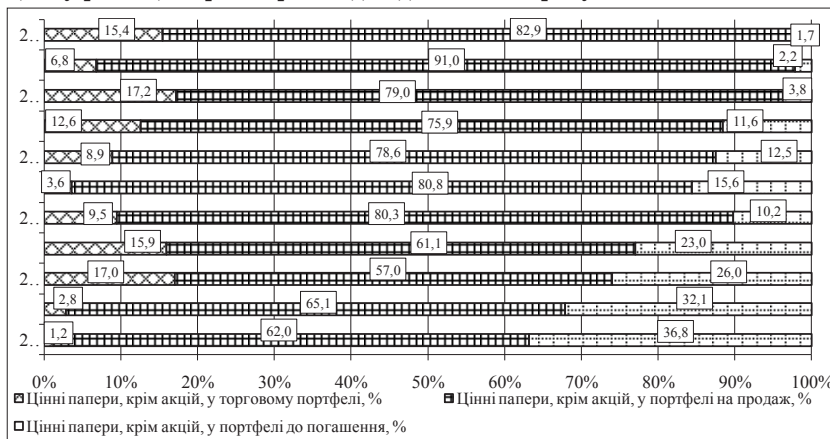 15,4 82,9 1,7
2..
6,8 91,0 2,2
17,2 79,0 3,8
2..
12,6 75,9 11,6
8,9 78,6 12,5
2..
3,6 80,8 15,6
9,5 80,3 10,2
2..
15,9 61,1 23,0
17,0 57,0 26,0
2..
2,8 65,1 32,1
1,2 62,0 36,8
2..
0% 10% 20% 30% 40% 50% 60% 70% 80% 90% 100%
Цінні папери, крім акцій, у торговому портфелі, % Цінні папери, крім акцій, у портфелі на продаж, %
Цінні папери, крім акцій, у портфелі до погашення, %